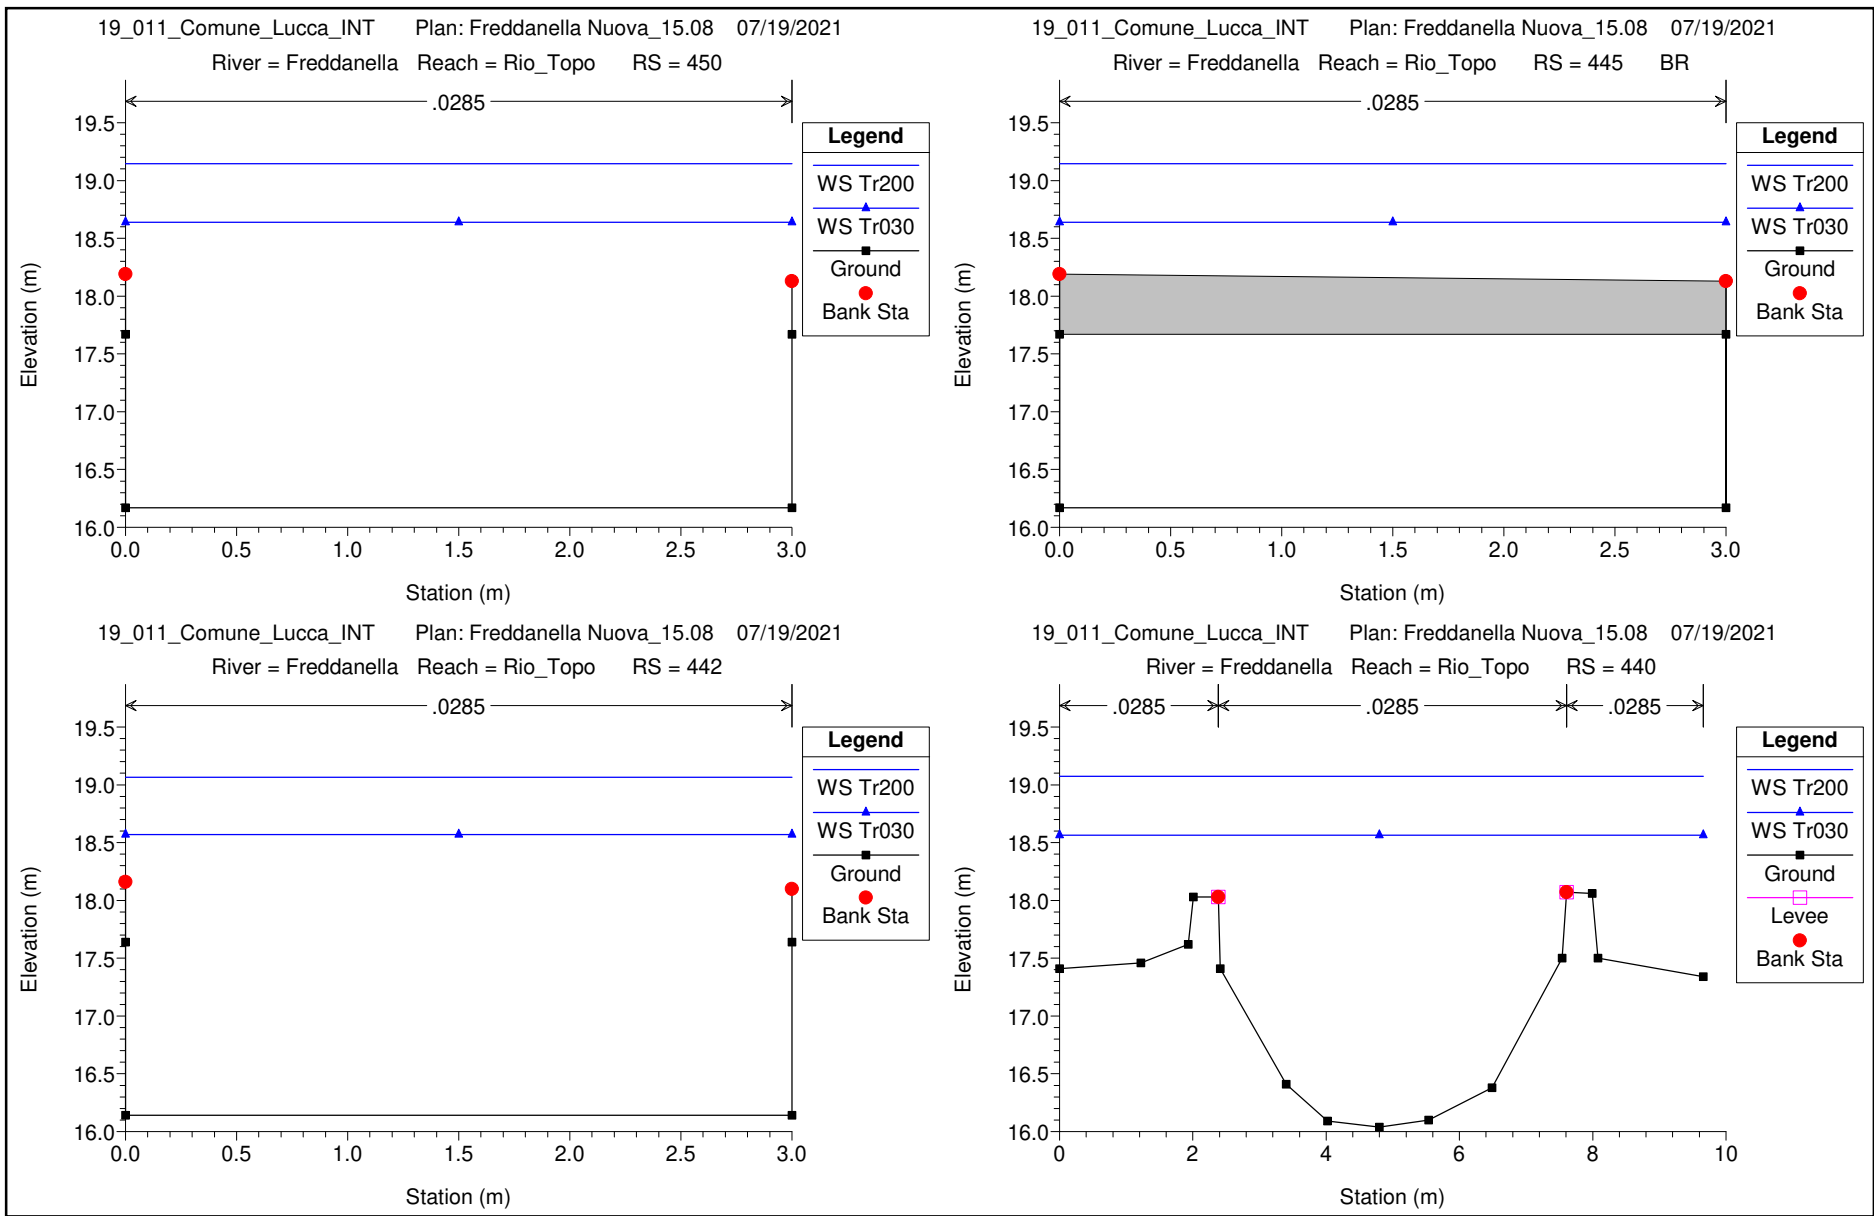 19_011_Comune_Lucca_INT Plan: Freddanella Nuova_15.08 07/19/2021
River = Freddanella Reach = Rio_Topo RS = 450
.0285
19.5
19.0
18.5
18.0
17.5
17.0
16.5
16.0
Elevation (m)
0.0 0.5 1.0 1.5 2.0 2.5 3.0
Station (m)
Legend
WS Tr200
WS Tr030
Ground
Bank Sta
19_011_Comune_Lucca_INT Plan: Freddanella Nuova_15.08 07/19/2021
River = Freddanella Reach = Rio_Topo RS = 445 BR
.0285
19.5
19.0
18.5
18.0
17.5
17.0
16.5
16.0
Elevation (m)
0.0 0.5 1.0 1.5 2.0 2.5 3.0
Station (m)
Legend
WS Tr200
WS Tr030
Ground
Bank Sta
19_011_Comune_Lucca_INT Plan: Freddanella Nuova_15.08 07/19/2021
River = Freddanella Reach = Rio_Topo RS = 442
.0285
19.5
19.0
18.5
18.0
17.5
17.0
16.5
16.0
Elevation (m)
0.0 0.5 1.0 1.5 2.0 2.5 3.0
Station (m)
Legend
WS Tr200
WS Tr030
Ground
Bank Sta
19_011_Comune_Lucca_INT Plan: Freddanella Nuova_15.08 07/19/2021
River = Freddanella Reach = Rio_Topo RS = 440
.0285 .0285 .0285
19.5
19.0
18.5
18.0
17.5
17.0
16.5
16.0
Elevation (m)
0 2 4 6 8 10
Station (m)
Legend
WS Tr200
WS Tr030
Ground
Levee
Bank Sta